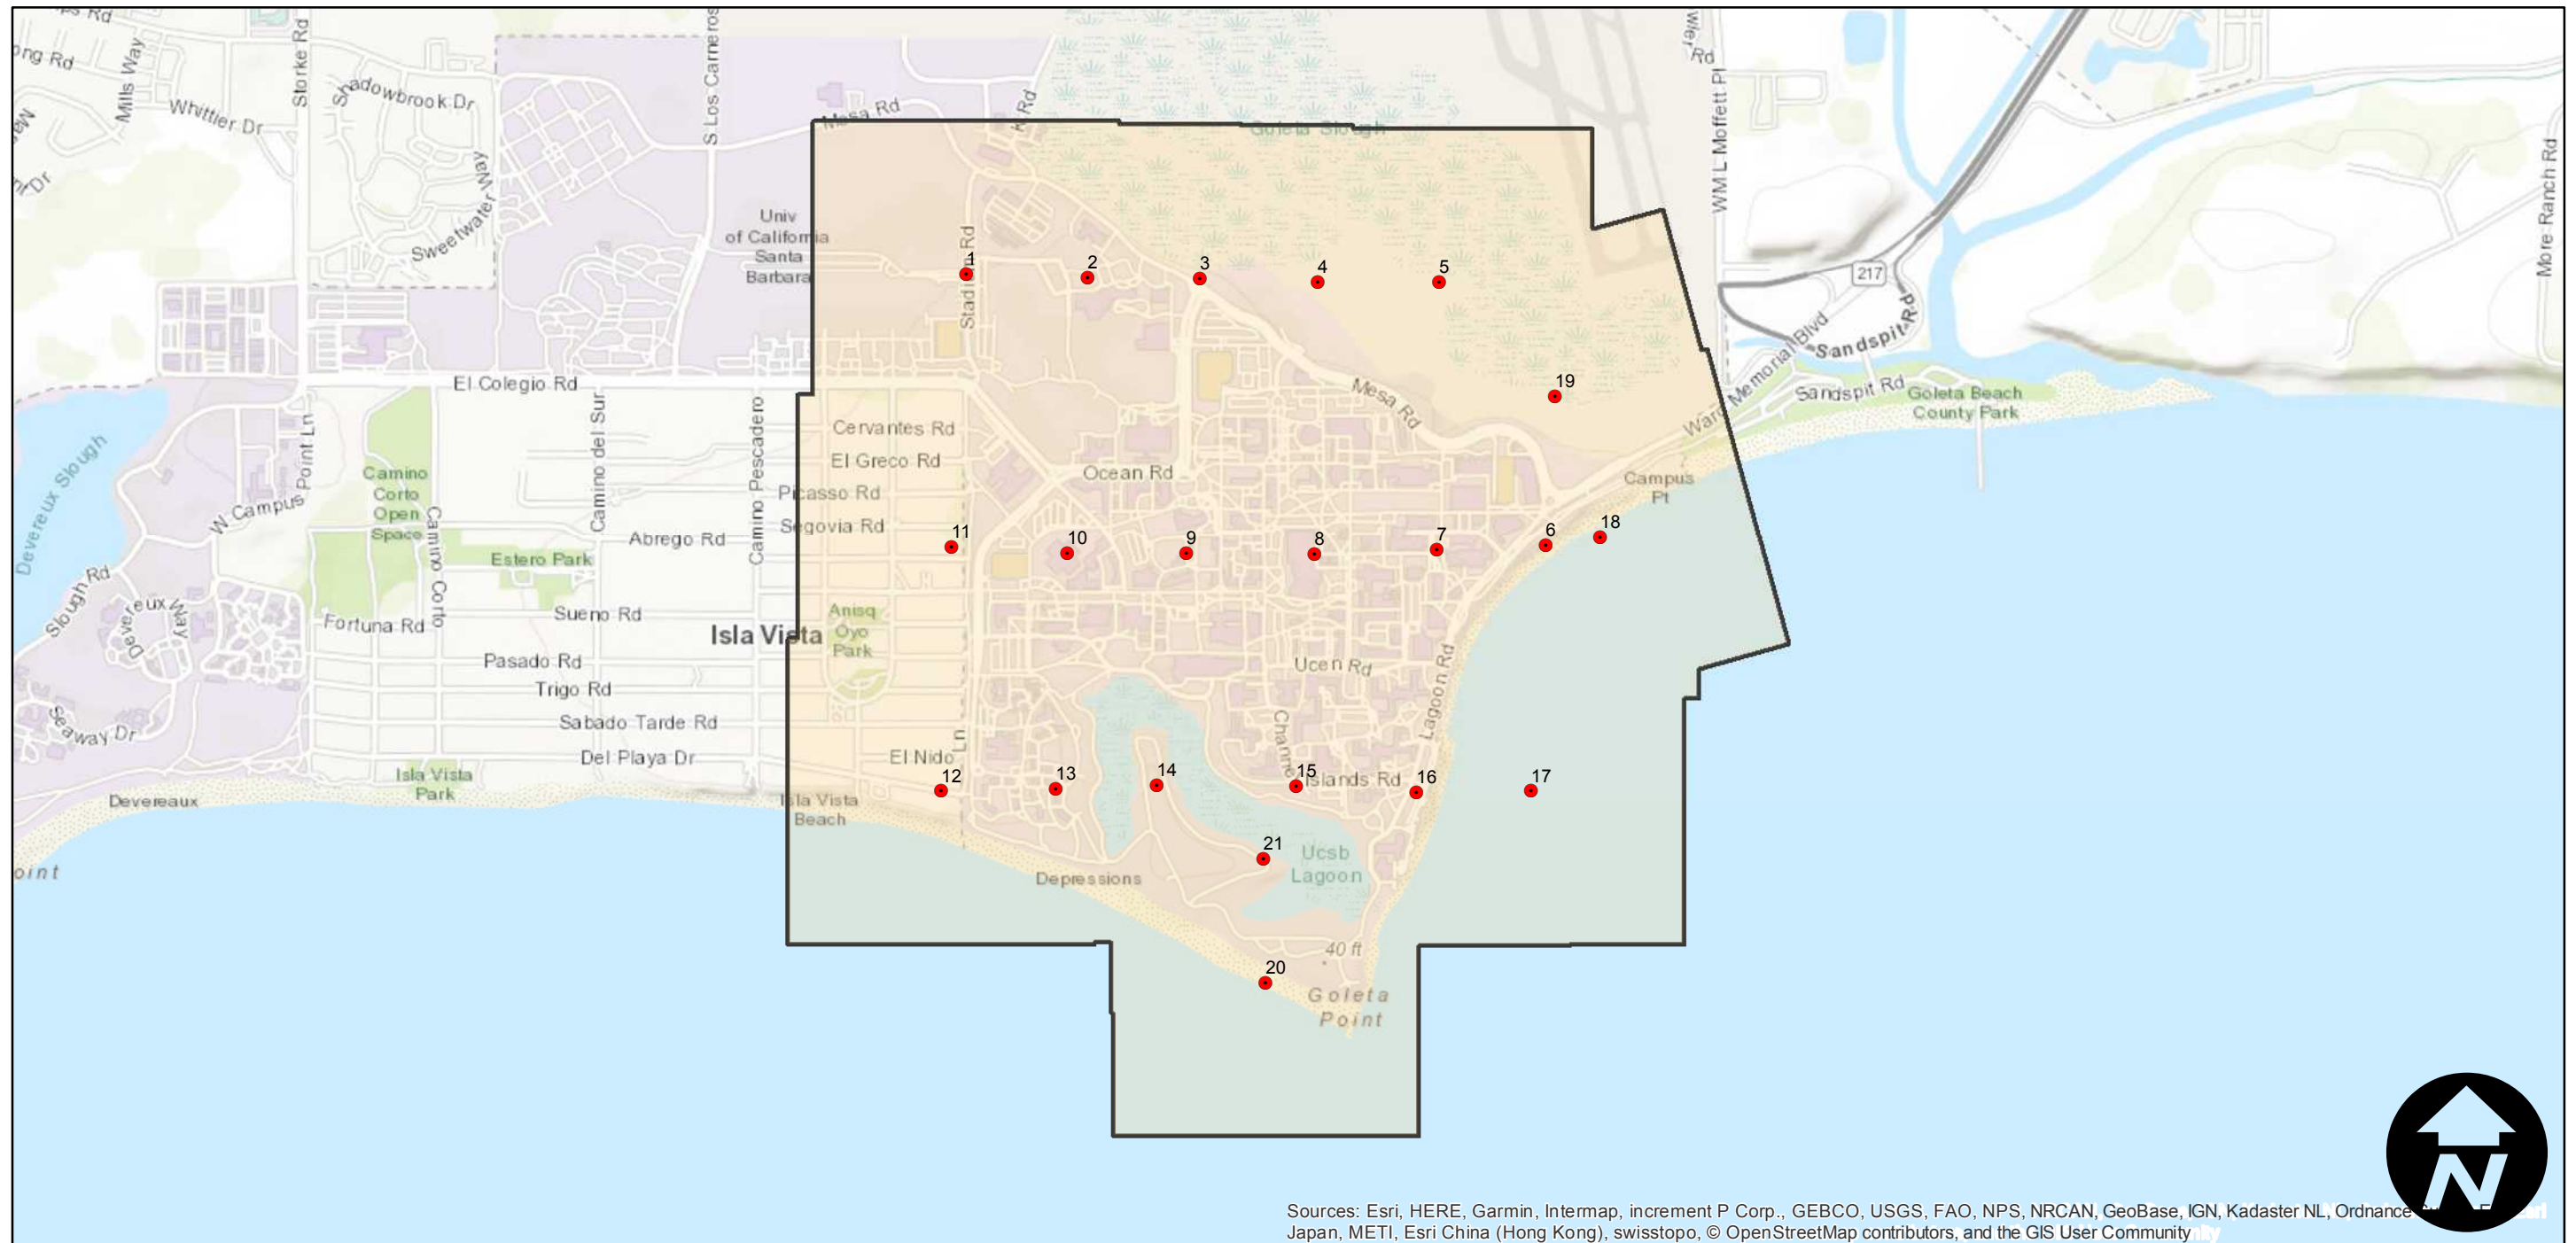 Rd
ong Rd
Mills Way
Whittier Dr
Storke Rd
Shadowbrook Dr
Sweetwater Way
S Los Carneros
Mesa Rd
Rd
Goleta Slough
Rd
WM L Moffett Pl
More Ranch Rd
Univ
of California
Santa
Barbara
Stadium Rd
1
2
3
4
5
217
Sandspit Rd
Ward Memorial Blvd
Sandspit Rd
Goleta Beach
County Park
19
El Colegio Rd
Mesa Rd
Cervantes Rd
El Greco Rd
Picasso Rd
Segovia Rd
Ocean Rd
Campus
Pt
Devereux Slough
W Campus Point Ln
Camino
Corto
Open
Space
Camino Corto
Camino del Sur
Camino Pescadero
Abrego Rd
Estero Park
11
10
9
8
7
6
18
Slough Rd
Devereux Way
Fortuna Rd
Sueno Rd
Isla Vista
Anisq
Oyo
Park
Pasado Rd
Trigo Rd
Sabado Tarde Rd
Del Playa Dr
Ucen Rd
Lagoon Rd
Seaway Dr
El Nido
Ln
Channel
Islands Rd
12
13
14
15
16
17
Isla Vista
Park
Devereaux
Isla Vista
Beach
21
Ucsb
Lagoon
oint
Depressions
40 ft
20
Goleta
Point
N
Sources: Esri, HERE, Garmin, Intermap, increment P Corp., GEBCO, USGS, FAO, NPS, NRCAN, GeoBase, IGN, Kadaster NL, Ordnance
Japan, METI, Esri China (Hong Kong), swisstopo, © OpenStreetMap contributors, and the GIS User Community